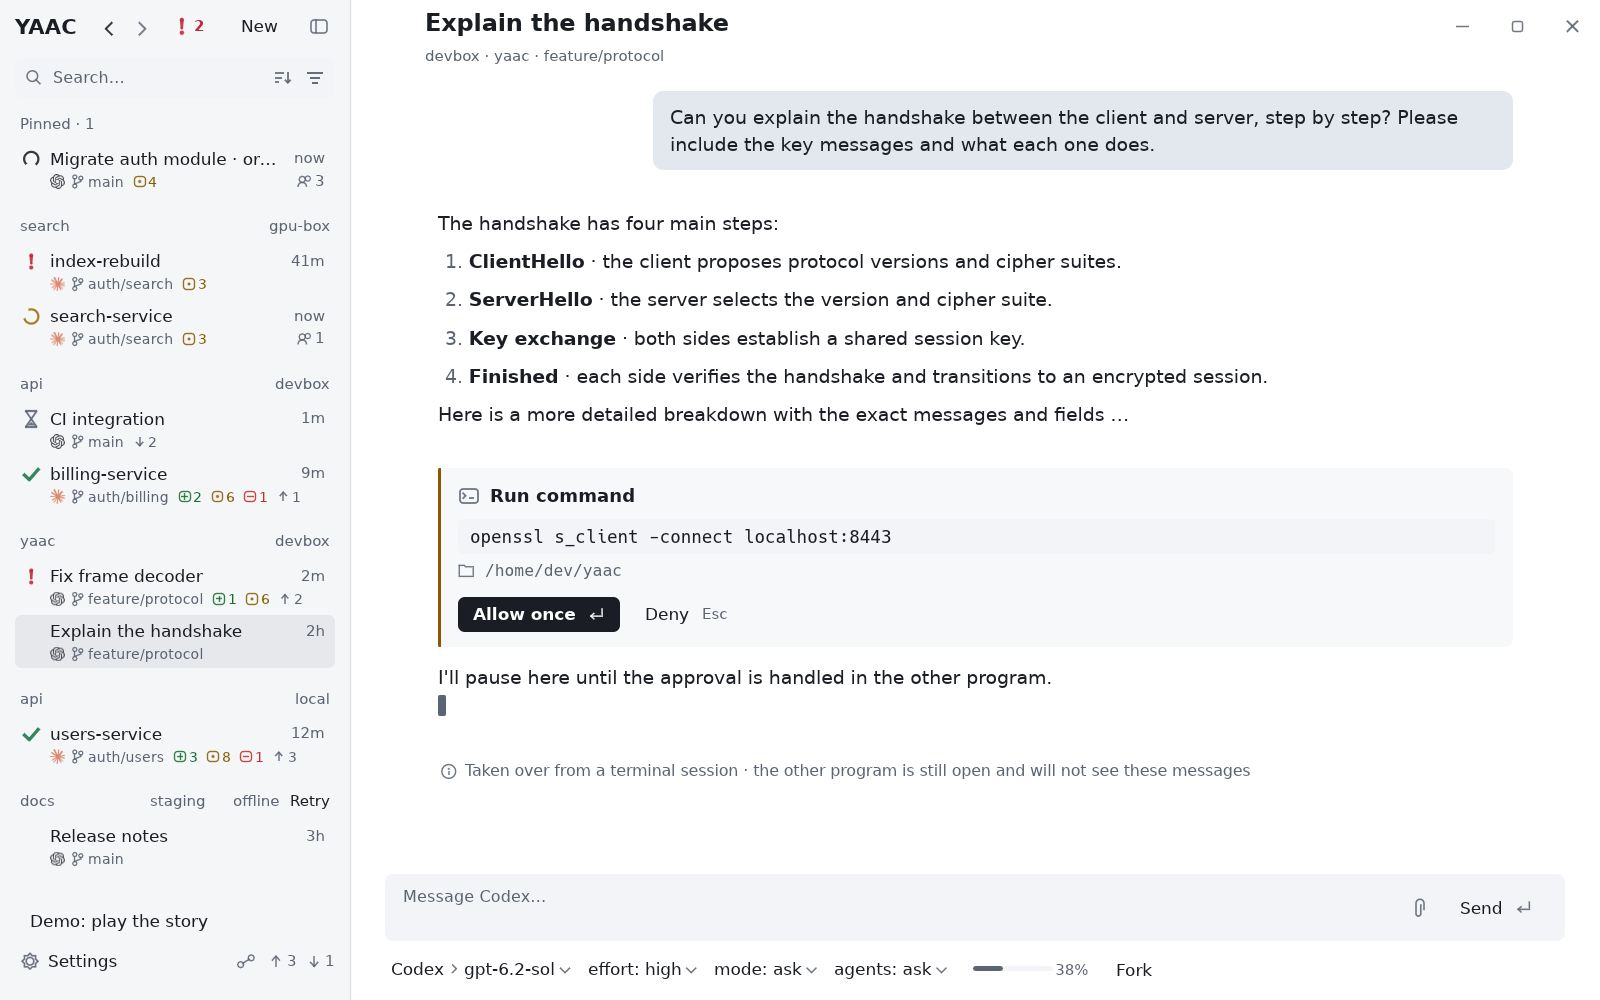 YAAC
2
New
Search...
Pinned · 1
Migrate auth module · or... now
main 4 3
search gpu-box
index-rebuild 41m
auth/search 3
search-service now
auth/search 3 1
api devbox
CI integration 1m
main ↓2
billing-service 9m
auth/billing 2 6 1 ↑1
yaac devbox
Fix frame decoder 2m
feature/protocol 1 6 ↑2
Explain the handshake 2h
feature/protocol
api local
users-service 12m
auth/users 3 8 1 ↑3
docs staging offline Retry
Release notes 3h
main
Demo: play the story
Settings ↑3 ↓1
Explain the handshake
devbox · yaac · feature/protocol
Can you explain the handshake between the client and server, step by step? Please
include the key messages and what each one does.
The handshake has four main steps:
1. ClientHello · the client proposes protocol versions and cipher suites.
2. ServerHello · the server selects the version and cipher suite.
3. Key exchange · both sides establish a shared session key.
4. Finished · each side verifies the handshake and transitions to an encrypted session.
Here is a more detailed breakdown with the exact messages and fields ...
Run command
openssl s_client -connect localhost:8443
/home/dev/yaac
Allow once ↵ Deny Esc
I'll pause here until the approval is handled in the other program.
Taken over from a terminal session · the other program is still open and will not see these messages
Message Codex...
Send ↵
Codex > gpt-6.2-sol effort: high mode: ask agents: ask 38% Fork